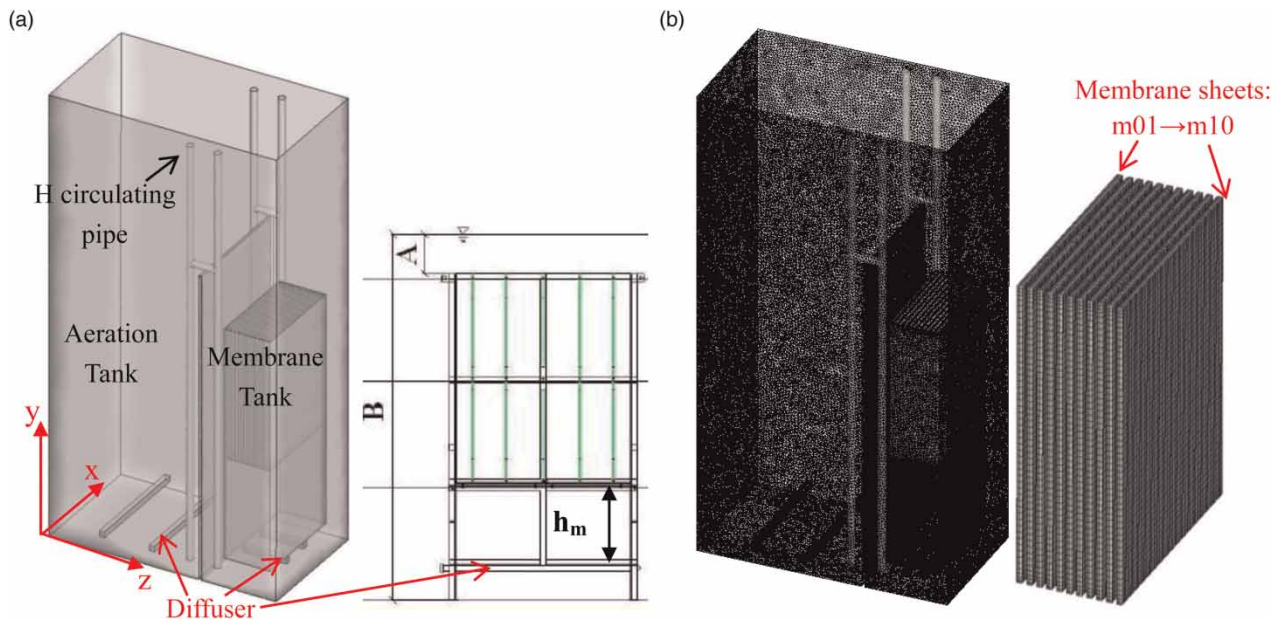 (a)
H circulating
pipe
Aeration
Tank
Membrane
Tank
y
x
z
Diffuser
A
B
hm
(b)
Membrane sheets:
m01→m10